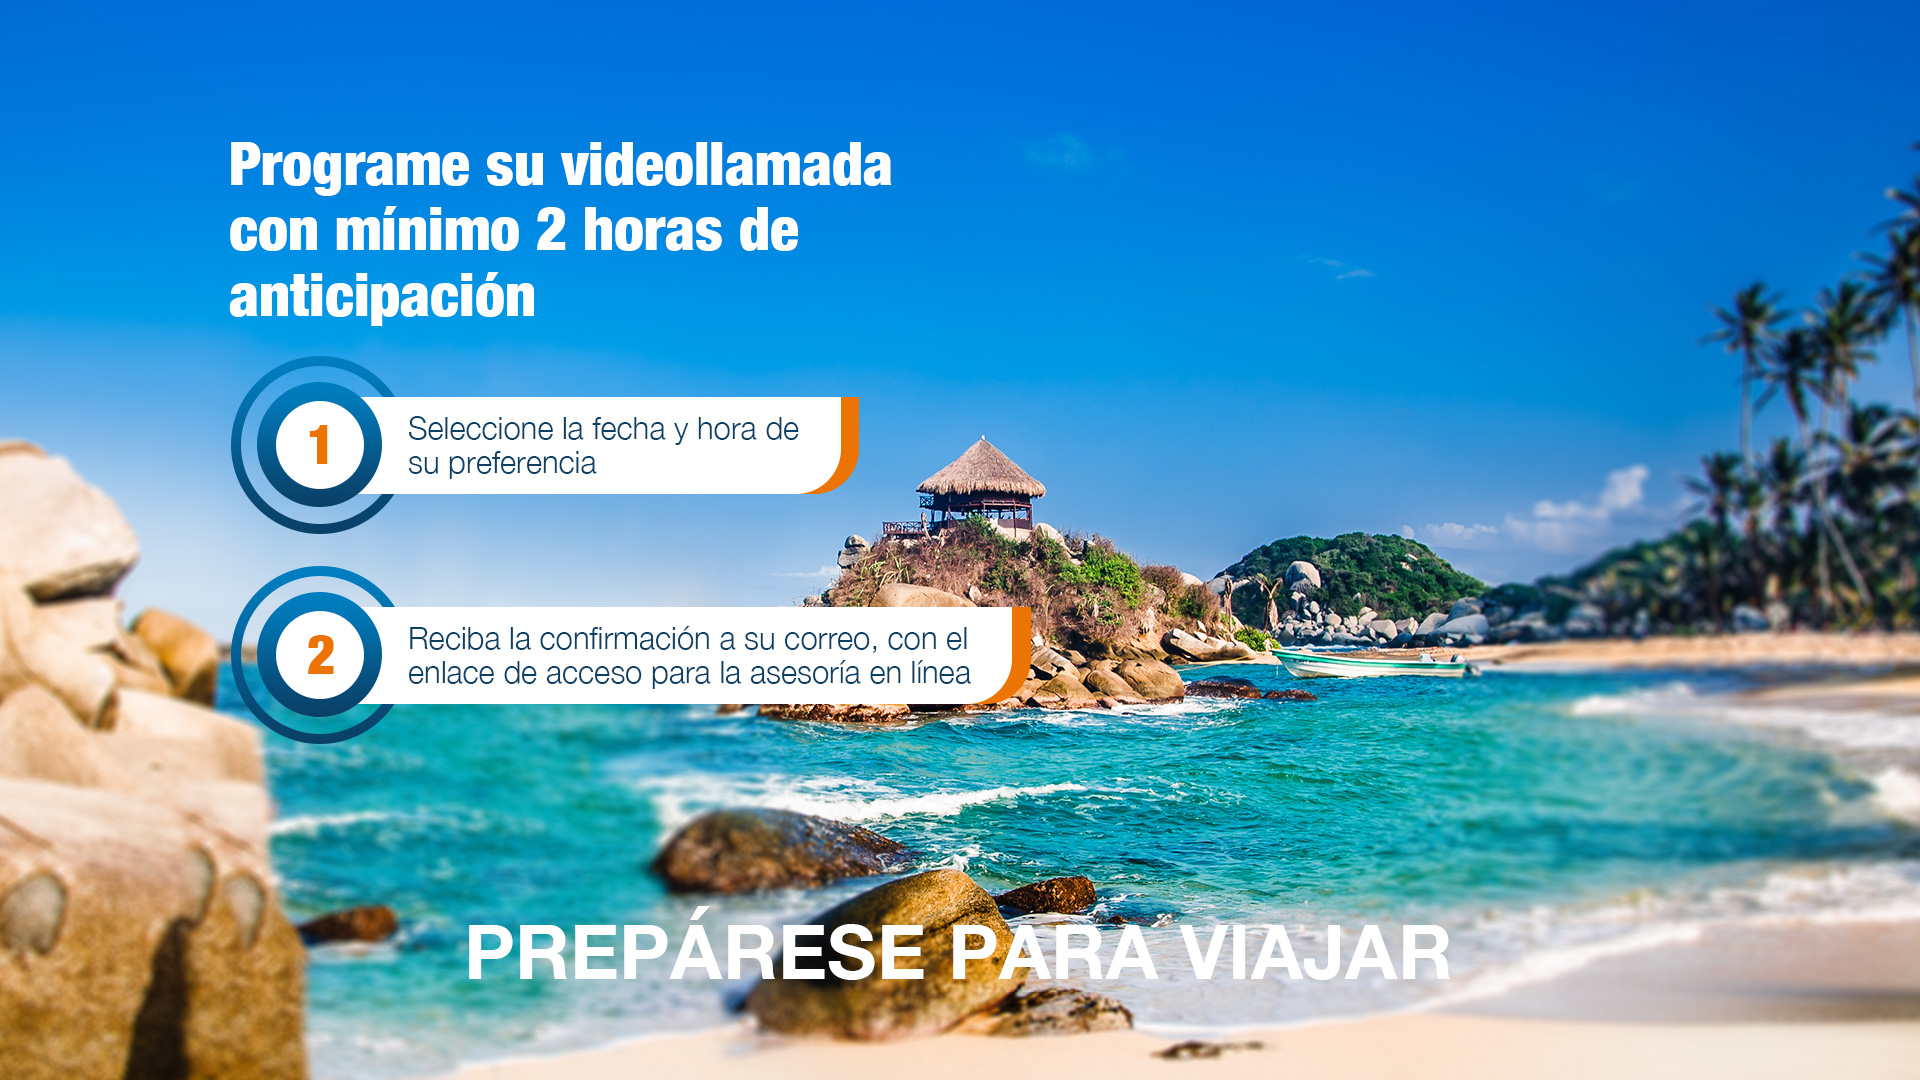 Programe su videollamada
con mínimo 2 horas de
anticipación
1
Seleccione la fecha y hora de
su preferencia
2
Reciba la confirmación a su correo, con el
enlace de acceso para la asesoría en línea
PREPÁRESE PARA VIAJAR